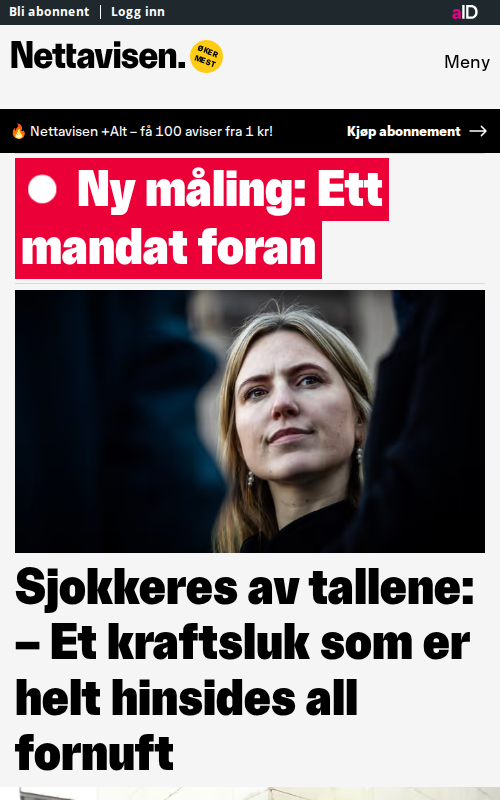 Bli abonnent | Logg inn
aID
Nettavisen.
ØKER
MEST
Meny
🔥 Nettavisen +Alt – få 100 aviser fra 1 kr!
Kjøp abonnement →
Ny måling: Ett
mandat foran
Sjokkeres av tallene:
– Et kraftsluk som er
helt hinsides all
fornuft